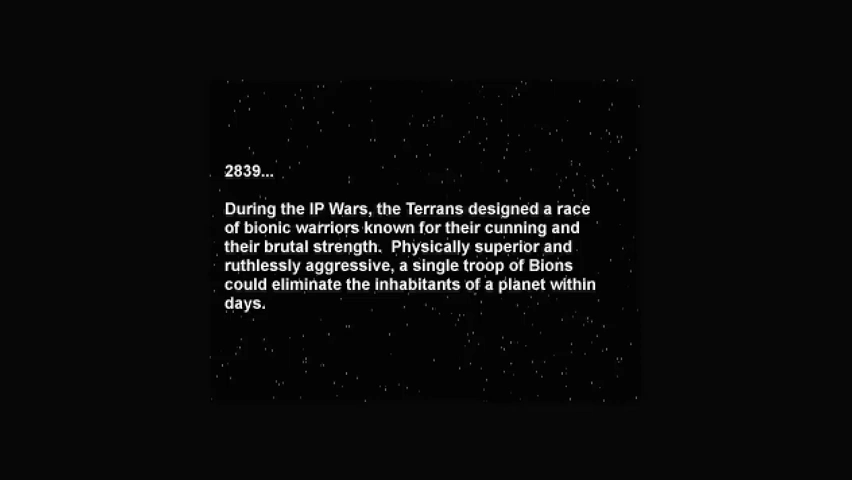 2839...
During the IP Wars, the Terrans designed a race
of bionic warriors known for their cunning and
their brutal strength.  Physically superior and
ruthlessly aggressive, a single troop of Bions
could eliminate the inhabitants of a planet within
days.